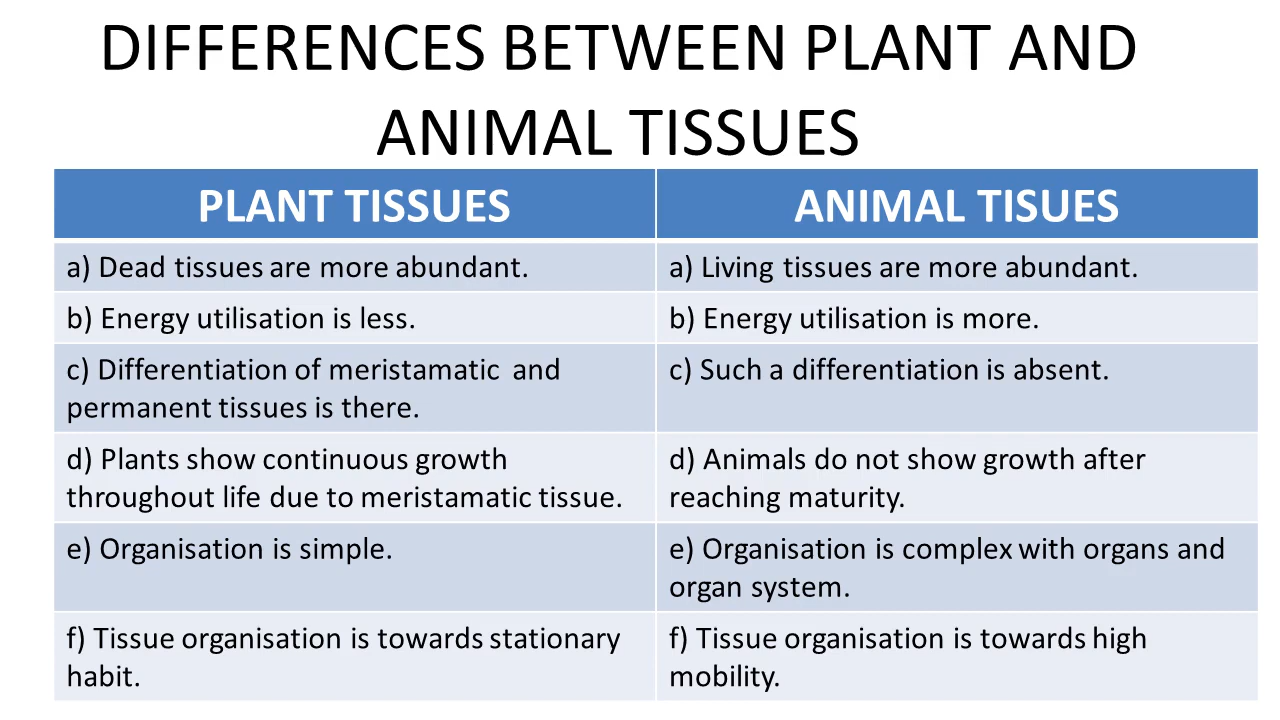 DIFFERENCES BETWEEN PLANT AND
ANIMAL TISSUES
PLANT TISSUES
ANIMAL TISUES
a) Dead tissues are more abundant.
a) Living tissues are more abundant.
b) Energy utilisation is less.
b) Energy utilisation is more.
c) Differentiation of meristamatic and
permanent tissues is there.
c) Such a differentiation is absent.
d) Plants show continuous growth
throughout life due to meristamatic tissue.
d) Animals do not show growth after
reaching maturity.
e) Organisation is simple.
e) Organisation is complex with organs and
organ system.
f) Tissue organisation is towards stationary
habit.
f) Tissue organisation is towards high
mobility.